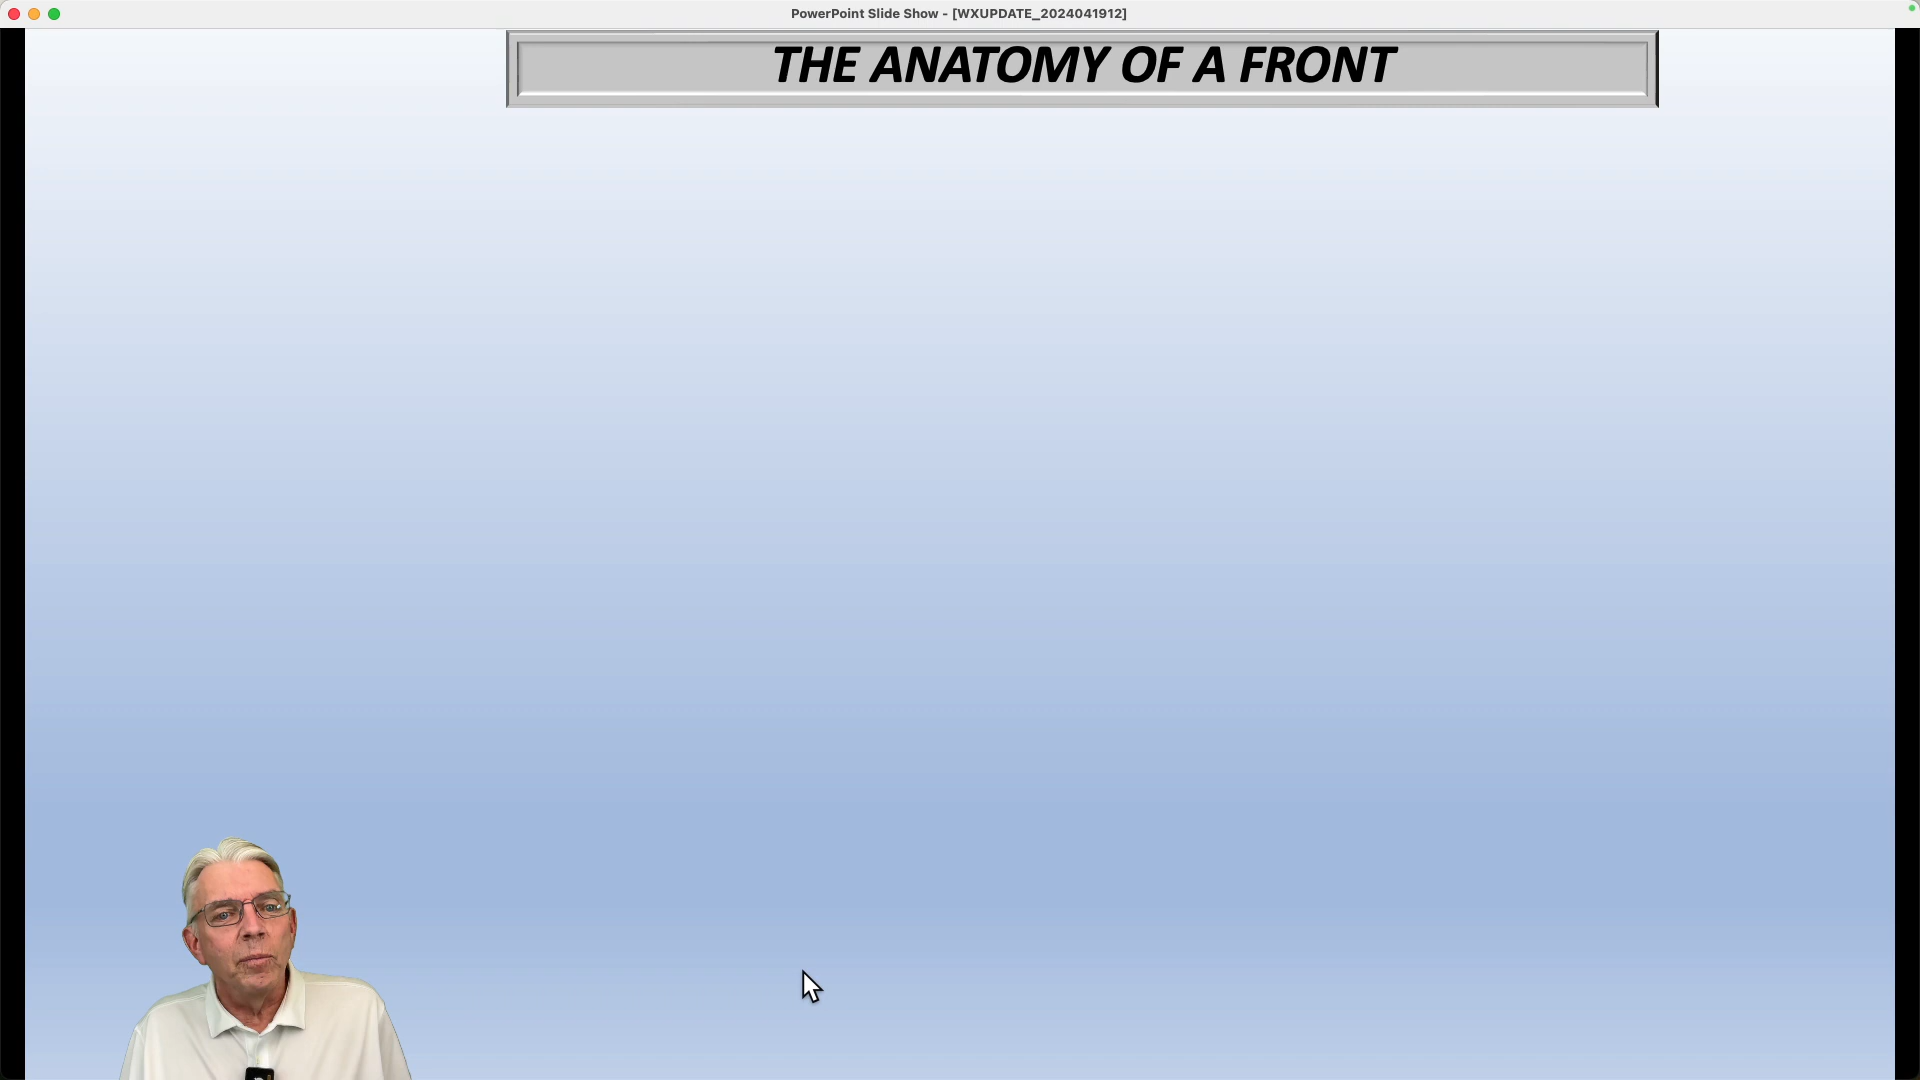 PowerPoint Slide Show - [WXUPDATE_2024041912]
THE ANATOMY OF A FRONT